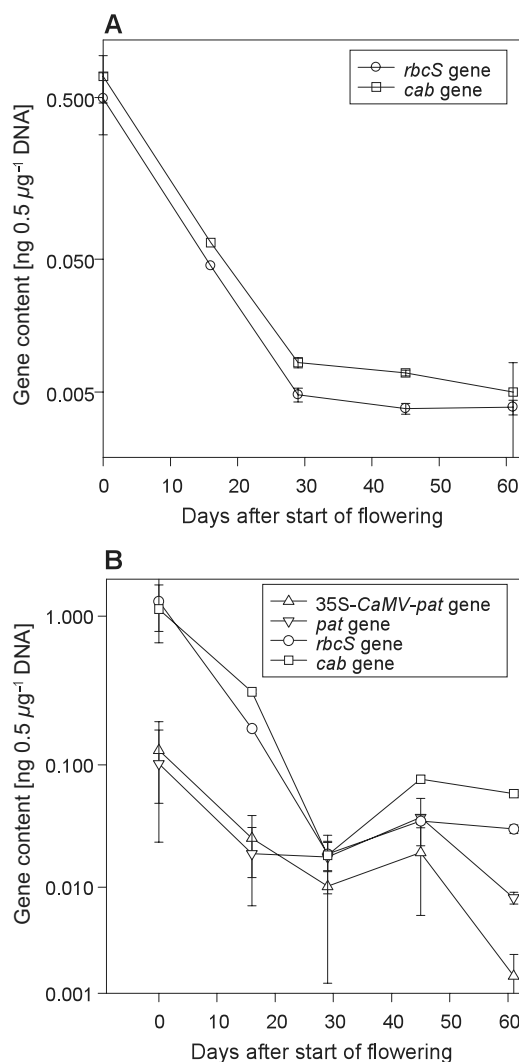 A
rbcS gene
cab gene
Gene content [ng 0.5 µg⁻¹ DNA]
0.500
0.050
0.005
0 10 20 30 40 50 60
Days after start of flowering
B
35S-CaMV-pat gene
pat gene
rbcS gene
cab gene
Gene content [ng 0.5 µg⁻¹ DNA]
1.000
0.100
0.010
0.001
0 10 20 30 40 50 60
Days after start of flowering